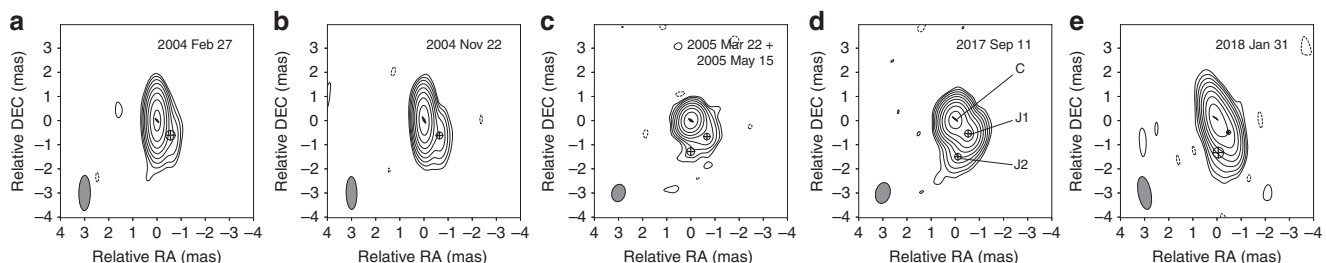 a
2004 Feb 27
Relative DEC (mas)
3
2
1
0
–1
–2
–3
–4
4 3 2 1 0 –1 –2 –3 –4
Relative RA (mas)
b
2004 Nov 22
Relative DEC (mas)
3
2
1
0
–1
–2
–3
–4
4 3 2 1 0 –1 –2 –3 –4
Relative RA (mas)
c
2005 Mar 22 +
2005 May 15
Relative DEC (mas)
3
2
1
0
–1
–2
–3
–4
4 3 2 1 0 –1 –2 –3 –4
Relative RA (mas)
d
2017 Sep 11
C
J1
J2
Relative DEC (mas)
3
2
1
0
–1
–2
–3
–4
4 3 2 1 0 –1 –2 –3 –4
Relative RA (mas)
e
2018 Jan 31
Relative DEC (mas)
3
2
1
0
–1
–2
–3
–4
4 3 2 1 0 –1 –2 –3 –4
Relative RA (mas)